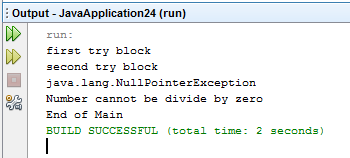 Output - JavaApplication24 (run)
run:
first try block
second try block
java.lang.NullPointerException
Number cannot be divide by zero
End of Main
BUILD SUCCESSFUL (total time: 2 seconds)